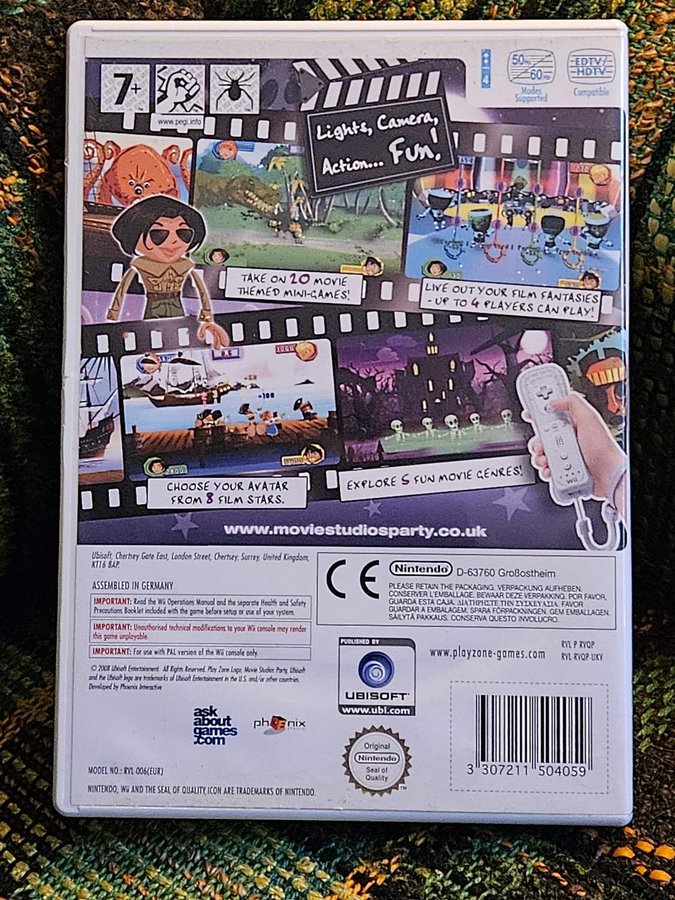 7+
www.pegi.info
Lights, Camera,
Action... Fun!
4
50Hz
60Hz
Modes
Supported
EDTV/
HDTV
Compatible
TAKE ON 20 MOVIE
THEMED MINI-GAMES!
LIVE OUT YOUR FILM FANTASIES
- UP TO 4 PLAYERS CAN PLAY!
CHOOSE YOUR AVATAR
FROM 8 FILM STARS.
EXPLORE 5 FUN MOVIE GENRES!
Wii
www.moviestudiosparty.co.uk
Ubisoft, Chertsey Gate East, London Street, Chertsey, Surrey, United Kingdom,
KT16 8AP.
ASSEMBLED IN GERMANY
IMPORTANT: Read the Wii Operations Manual and the separate Health and Safety
Precautions Booklet included with the game before setup or use of your system.
IMPORTANT: Unauthorised technical modifications to your Wii console may render
this game unplayable.
IMPORTANT: For use with PAL version of the Wii console only.
© 2008 Ubisoft Entertainment. All Rights Reserved. Play Zone Logo, Movie Studios Party, Ubisoft
and the Ubisoft logo are trademarks of Ubisoft Entertainment in the U.S. and/or other countries.
Developed by Phoenix Interactive
CE Nintendo D-63760 Großostheim
PLEASE RETAIN THE PACKAGING. VERPACKUNG AUFHEBEN.
CONSERVER L'EMBALLAGE. BEWAAR DEZE VERPAKKING. POR FAVOR,
GUARDA ESTA CAJA. ΔΙΑΤΗΡΗΣΤΕ ΤΗΝ ΣΥΣΚΕΥΑΣΙΑ. FAVOR
GUARDAR A EMBALAGEM. SPARA FÖRPACKNINGEN. GEM EMBALLAGEN.
SÄILYTÄ PAKKAUS. CONSERVA QUESTO INVOLUCRO.
PUBLISHED BY
UBISOFT
www.ubi.com
www.playzone-games.com
RVL P RVQP
RVL-RVQP UKV
ask
about
games
.com
phoenix
Original
Nintendo
Seal of
Quality
TM
3 307211 504059
MODEL NO.: RVL-006(EUR)
NINTENDO, Wii AND THE SEAL OF QUALITY ICON ARE TRADEMARKS OF NINTENDO.